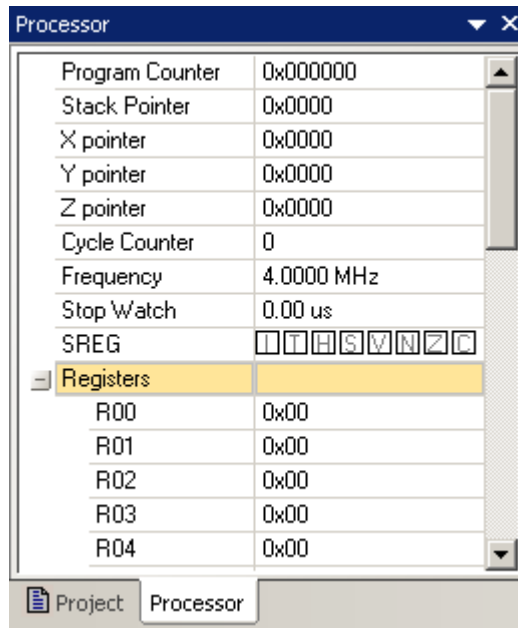 Processor
Program Counter 0x000000
Stack Pointer 0x0000
X pointer 0x0000
Y pointer 0x0000
Z pointer 0x0000
Cycle Counter 0
Frequency 4.0000 MHz
Stop Watch 0.00 us
SREG I T H S V N Z C
Registers
R00 0x00
R01 0x00
R02 0x00
R03 0x00
R04 0x00
Project Processor